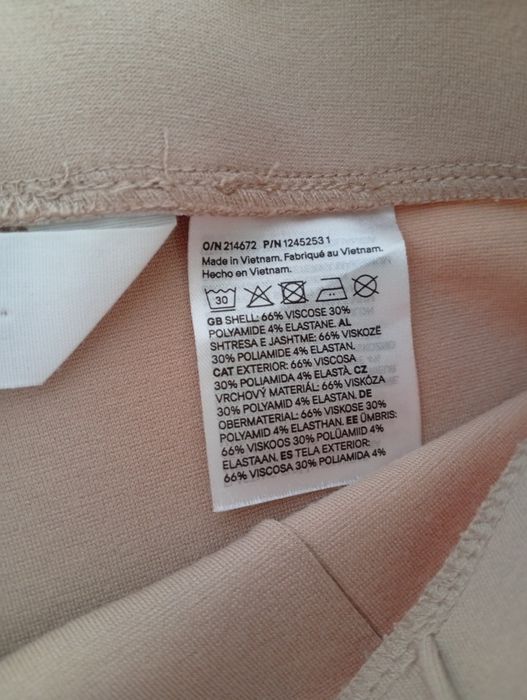 O/N 214672 P/N 1245253 1
Made in Vietnam. Fabriqué au Vietnam.
Hecho en Vietnam.
30
GB SHELL: 66% VISCOSE 30%
POLYAMIDE 4% ELASTANE. AL
SHTRESA E JASHTME: 66% VISKOZË
30% POLIAMIDE 4% ELASTAN.
CAT EXTERIOR: 66% VISCOSA
30% POLIAMIDA 4% ELASTÀ. CZ
VRCHOVÝ MATERIÁL: 66% VISKÓZA
30% POLYAMID 4% ELASTAN. DE
OBERMATERIAL: 66% VISKOSE 30%
POLYAMID 4% ELASTHAN. EE ÜMBRIS:
66% VISKOOS 30% POLÜAMIID 4%
ELASTAAN. ES TELA EXTERIOR:
66% VISCOSA 30% POLIAMIDA 4%